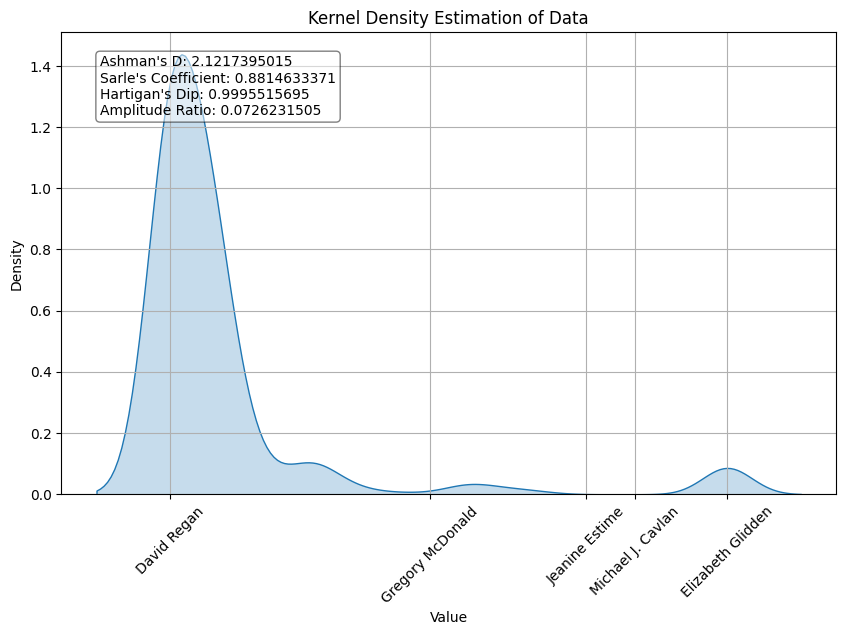 Kernel Density Estimation of Data
Ashman's D: 2.1217395015
Sarle's Coefficient: 0.8814633371
Hartigan's Dip: 0.9995515695
Amplitude Ratio: 0.0726231505
Density
1.4
1.2
1.0
0.8
0.6
0.4
0.2
0.0
David Regan
Gregory McDonald
Jeanine Estime
Michael J. Cavlan
Elizabeth Glidden
Value